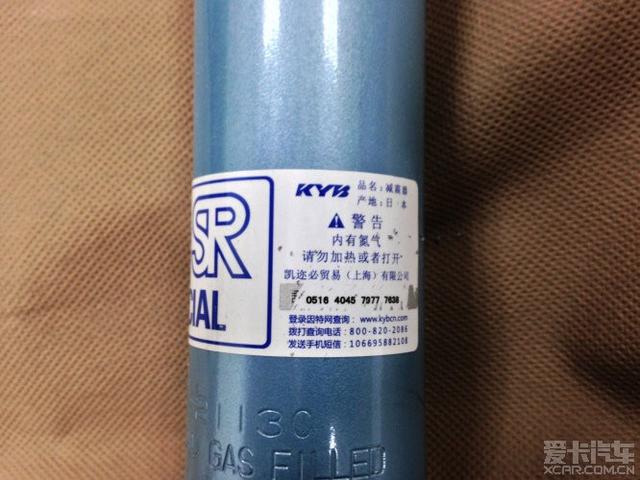 SR
CIAL
KYB
品名：减震器
产地：日 本
警告
内有氮气
请勿加热或者打开
凯迩必贸易（上海）有限公司
0516 4045 7977 7638
登录因特网查询：www.kybcn.com
拨打查询电话：800-820-2086
发送手机短信：106695882108
113C
GAS FILLED
爱卡汽车
XCAR.COM.CN